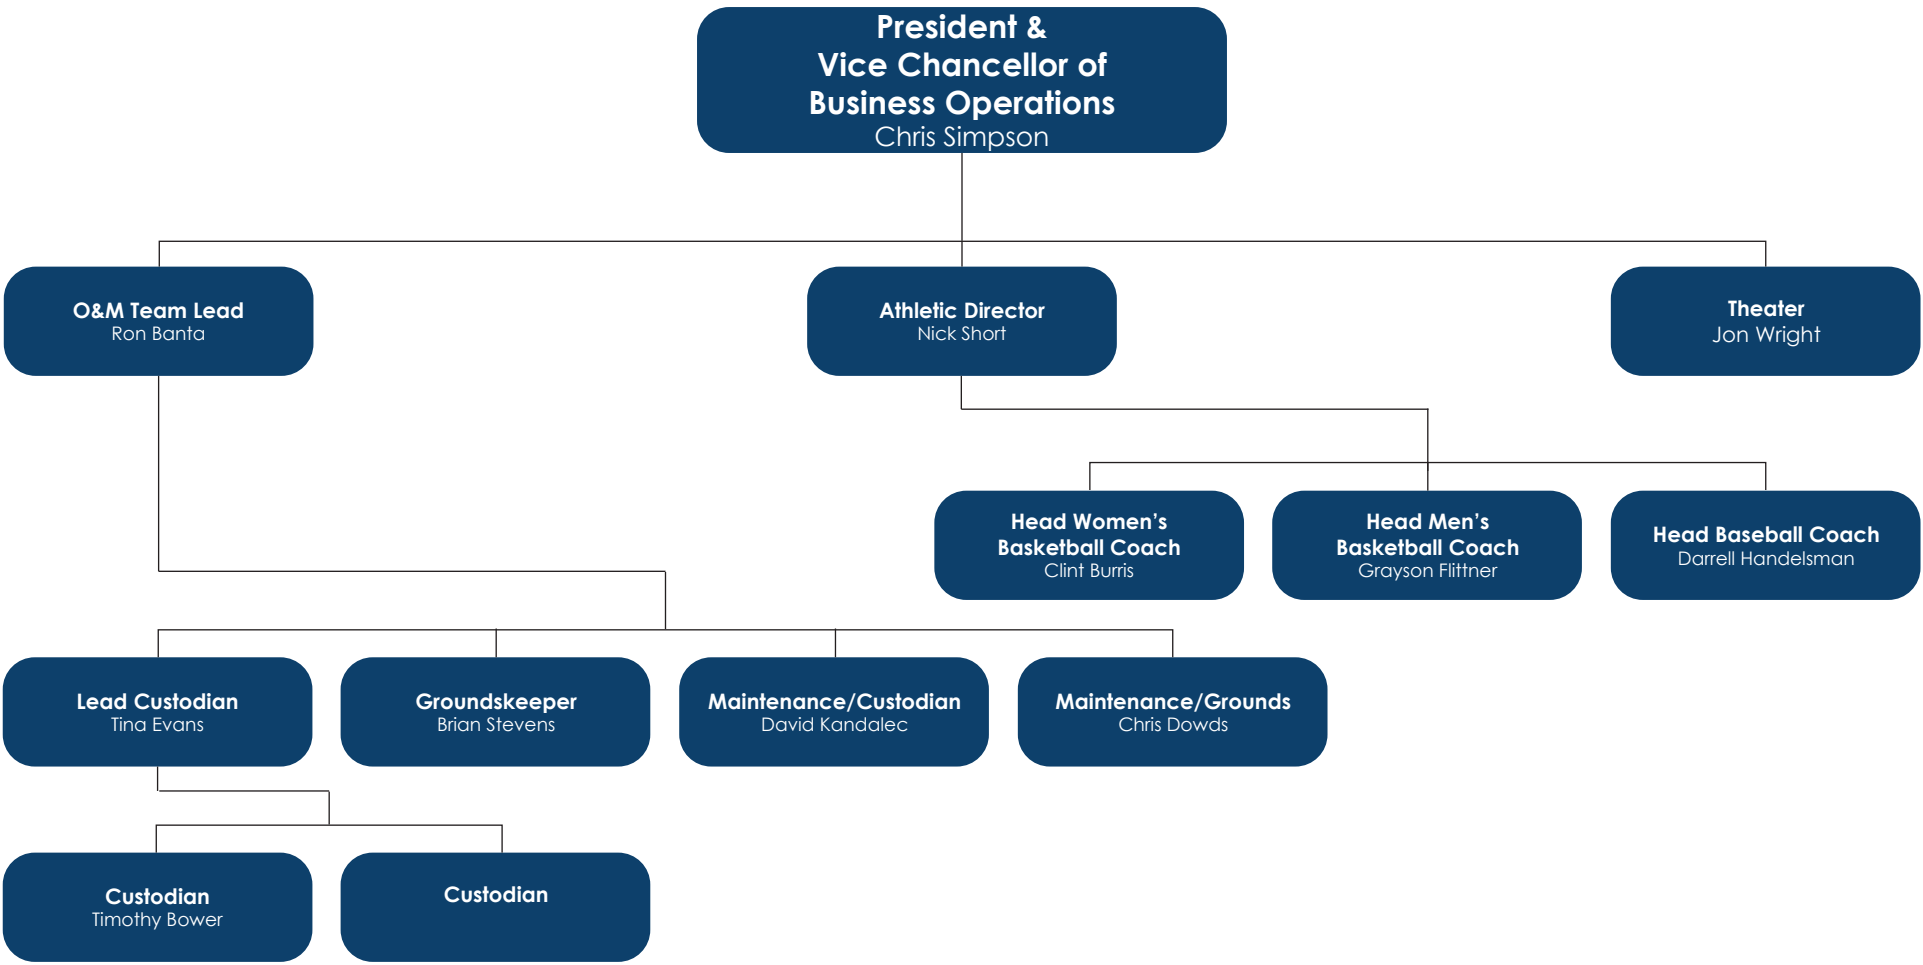 President &
Vice Chancellor of
Business Operations
Chris Simpson
O&M Team Lead
Ron Banta
Athletic Director
Nick Short
Theater
Jon Wright
Head Women’s
Basketball Coach
Clint Burris
Head Men’s
Basketball Coach
Grayson Flittner
Head Baseball Coach
Darrell Handelsman
Lead Custodian
Tina Evans
Groundskeeper
Brian Stevens
Maintenance/Custodian
David Kandalec
Maintenance/Grounds
Chris Dowds
Custodian
Timothy Bower
Custodian